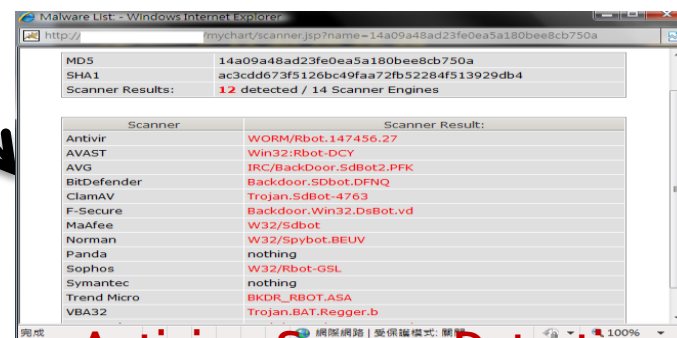 Malware List: - Windows Internet Explorer
http:// /mychart/scanner.jsp?name=14a09a48ad23fe0ea5a180bee8cb750a
MD5 14a09a48ad23fe0ea5a180bee8cb750a
SHA1 ac3cdd673f5126bc49faa72fb52284f513929db4
Scanner Results: 12 detected / 14 Scanner Engines
Scanner Scanner Result:
Antivir WORM/Rbot.147456.27
AVAST Win32:Rbot-DCY
AVG IRC/BackDoor.SdBot2.PFK
BitDefender Backdoor.SDbot.DFNQ
ClamAV Trojan.SdBot-4763
F-Secure Backdoor.Win32.DsBot.vd
MaAfee W32/Sdbot
Norman W32/Spybot.BEUV
Panda nothing
Sophos W32/Rbot-GSL
Symantec nothing
Trend Micro BKDR_RBOT.ASA
VBA32 Trojan.BAT.Regger.b
完成 網際網路 | 受保護模式: 關閉 100%